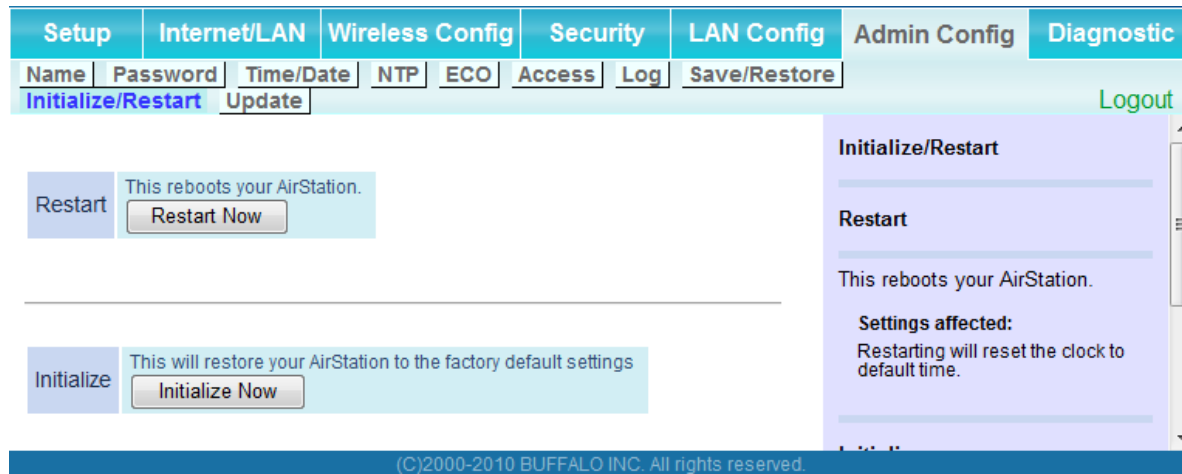 Setup Internet/LAN Wireless Config Security LAN Config Admin Config Diagnostic
Name Password Time/Date NTP ECO Access Log Save/Restore
Initialize/Restart Update
Logout
Restart
This reboots your AirStation.
Restart Now
Initialize
This will restore your AirStation to the factory default settings
Initialize Now
Initialize/Restart
Restart
This reboots your AirStation.
Settings affected:
Restarting will reset the clock to
default time.
(C)2000-2010 BUFFALO INC. All rights reserved.